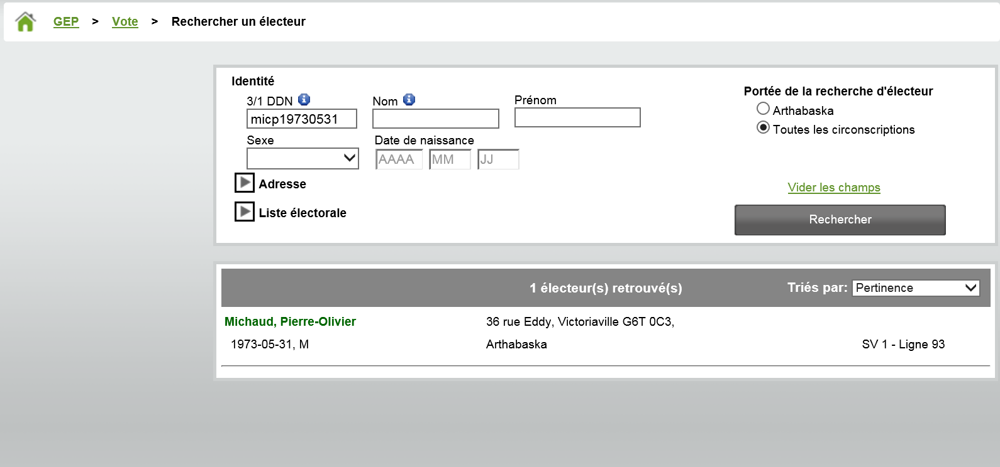 GEP > Vote > Rechercher un électeur
Identité
3/1 DDN
micp19730531
Nom
Prénom
Sexe
Date de naissance
AAAA MM JJ
Adresse
Liste électorale
Portée de la recherche d'électeur
Arthabaska
Toutes les circonscriptions
Vider les champs
Rechercher
1 électeur(s) retrouvé(s) Triés par: Pertinence
Michaud, Pierre-Olivier 36 rue Eddy, Victoriaville G6T 0C3,
1973-05-31, M Arthabaska SV 1 - Ligne 93